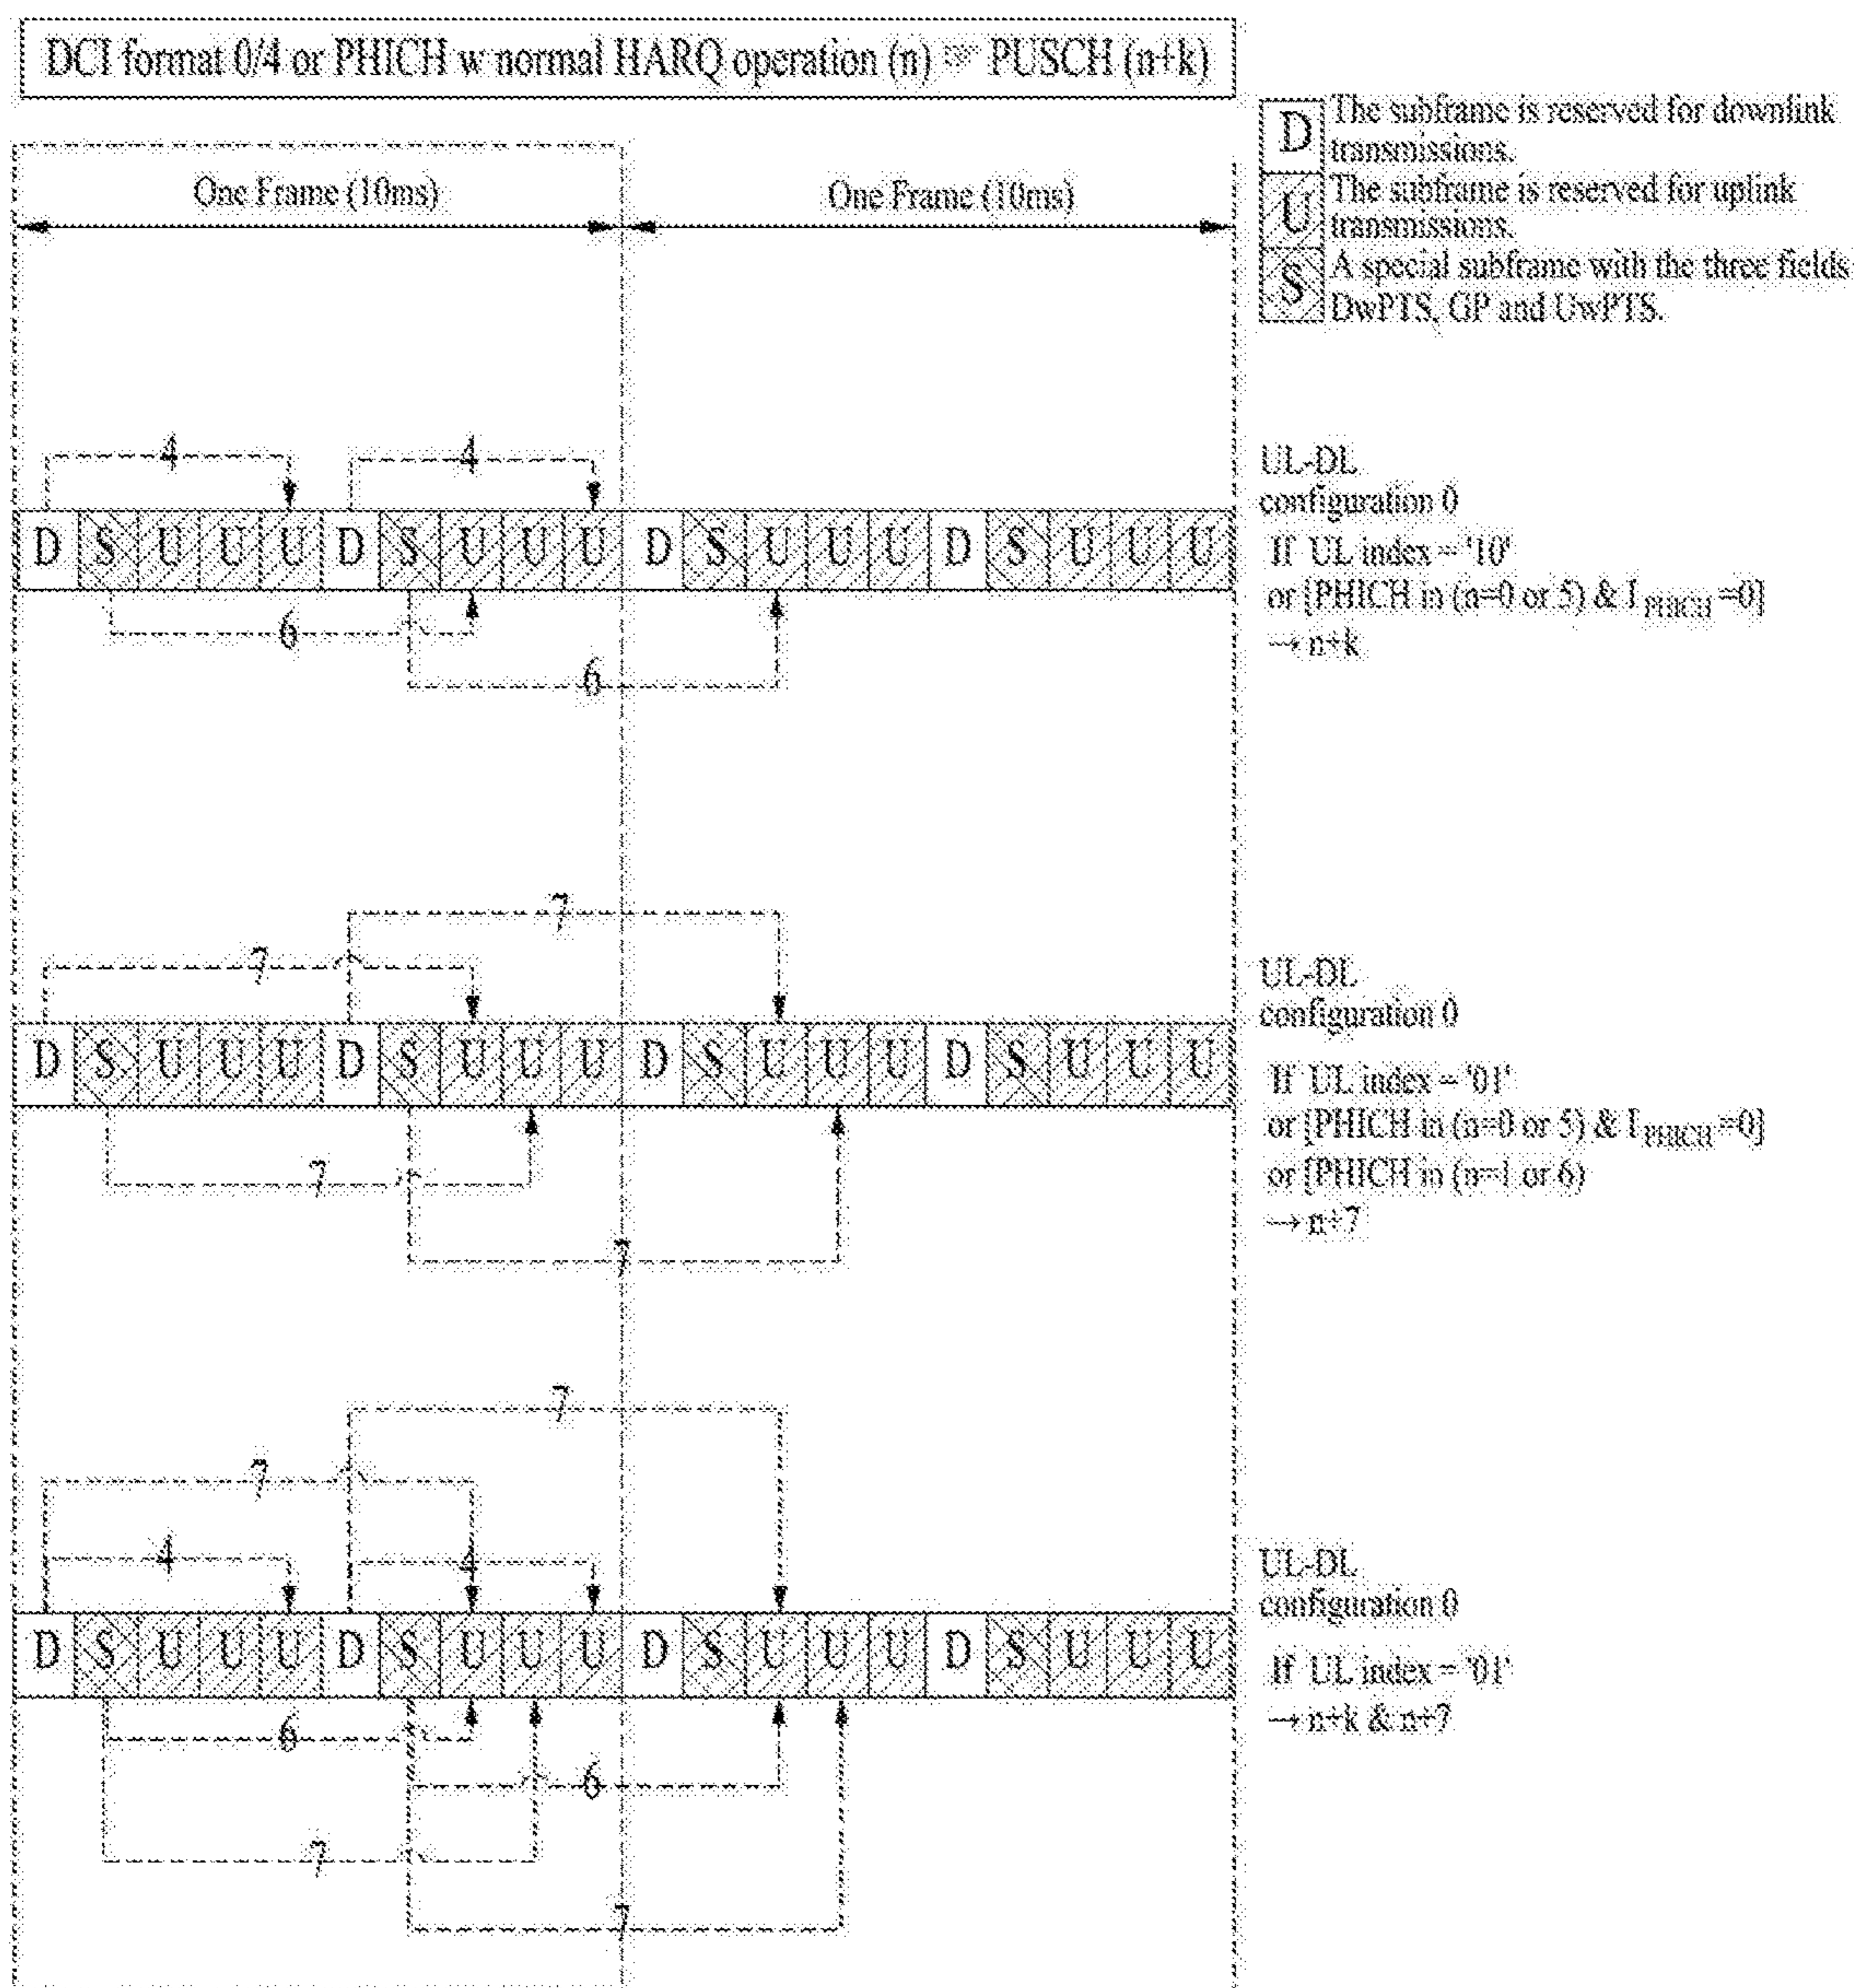 DCI format 0/4 or PHICH w normal HARQ operation (n) ☞ PUSCH (n+k)
D The subframe is reserved for downlink
transmissions.
U The subframe is reserved for uplink
transmissions.
S A special subframe with the three fields
DwPTS, GP and UwPTS.
One Frame (10ms) One Frame (10ms)
4 4
D S U U U D S U U U D S U U U D S U U U
6
6
UL-DL
configuration 0
If UL index = '10'
or [PHICH in (n=0 or 5) & I PHICH =0]
→ n+k
7
7
D S U U U D S U U U D S U U U D S U U U
7
7
UL-DL
configuration 0
If UL index = '01'
or [PHICH in (n=0 or 5) & I PHICH =0]
or [PHICH in (n=1 or 6)
→ n+7
7
7
4 4
D S U U U D S U U U D S U U U D S U U U
6
6
7
7
UL-DL
configuration 0
If UL index = '01'
→ n+k & n+7